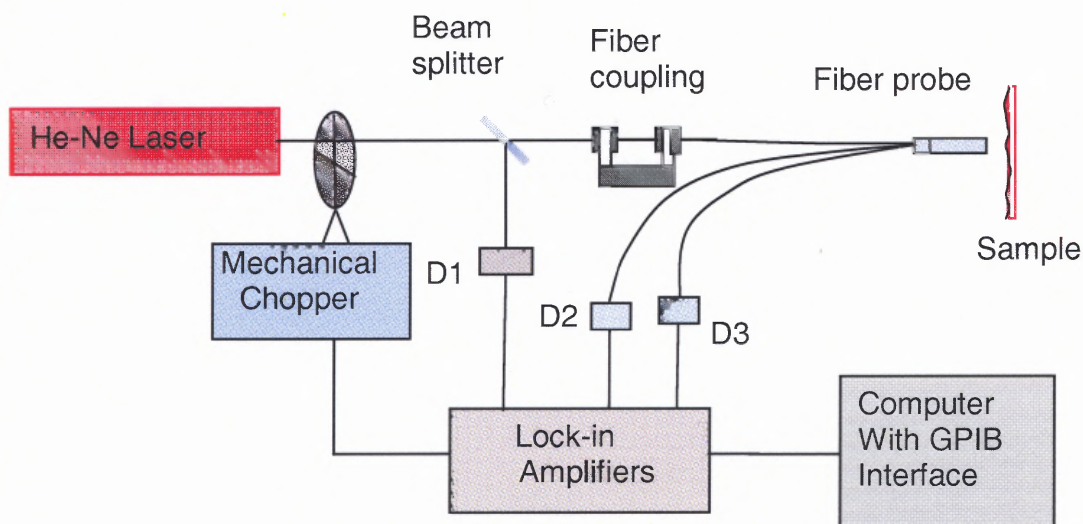 Beam
splitter
Fiber
coupling
Fiber probe
He-Ne Laser
Sample
Mechanical
Chopper
D1
D2
D3
Lock-in
Amplifiers
Computer
With GPIB
Interface